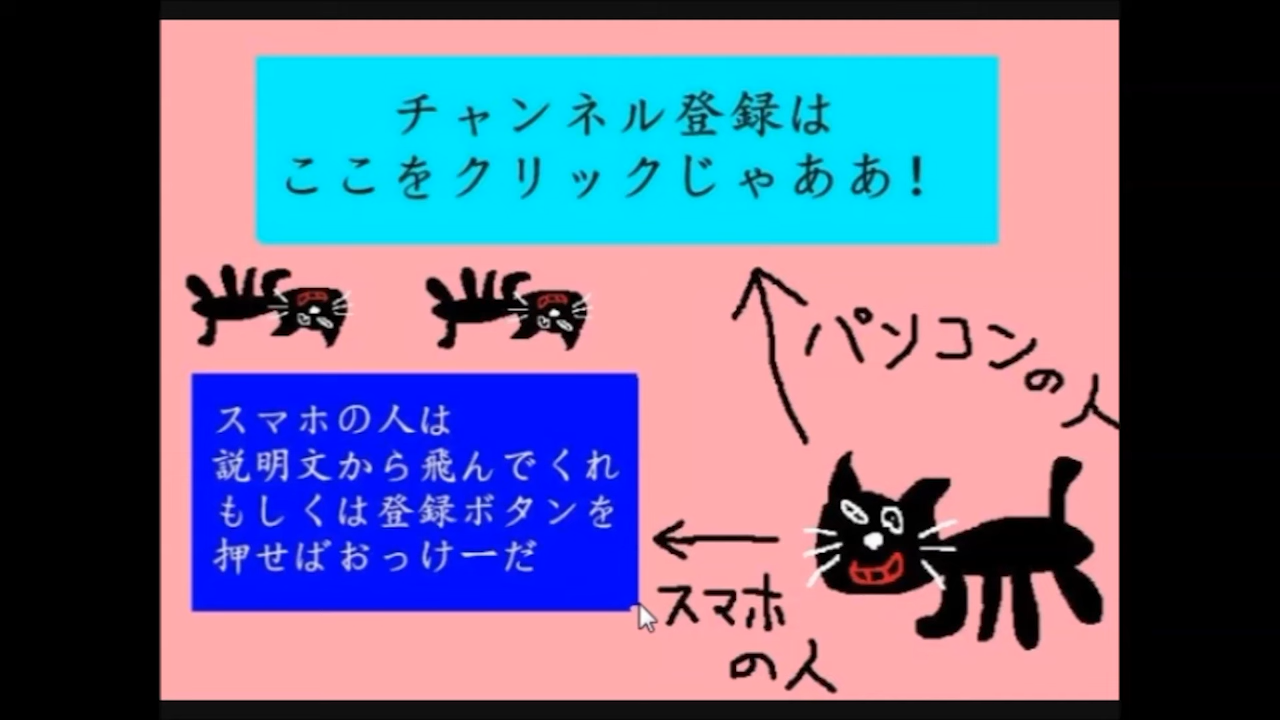 チャンネル登録は
ここをクリックじゃああ!
パソコンの人
スマホの人は
説明文から飛んでくれ
もしくは登録ボタンを
押せばおっけーだ
スマホ
の人